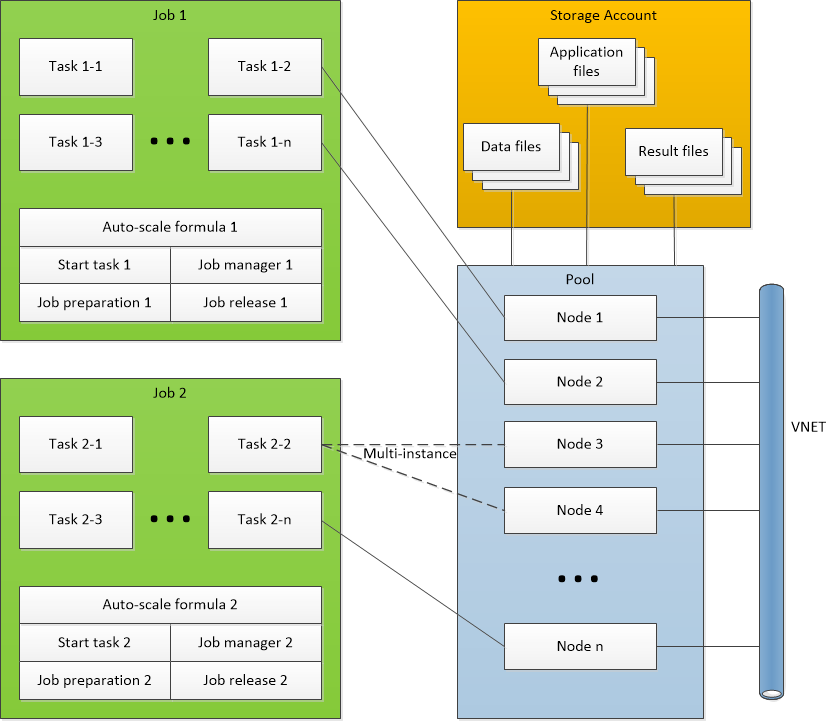 Job 1
Task 1-1
Task 1-2
Task 1-3
Task 1-n
Auto-scale formula 1
Start task 1
Job manager 1
Job preparation 1
Job release 1
Storage Account
Application
files
Data files
Result files
Pool
Node 1
Node 2
Node 3
Node 4
Node n
VNET
Job 2
Task 2-1
Task 2-2
Multi-instance
Task 2-3
Task 2-n
Auto-scale formula 2
Start task 2
Job manager 2
Job preparation 2
Job release 2